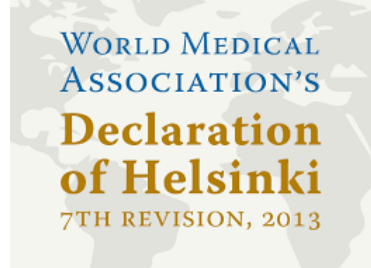 World Medical
Association's
Declaration
of Helsinki
7th revision, 2013